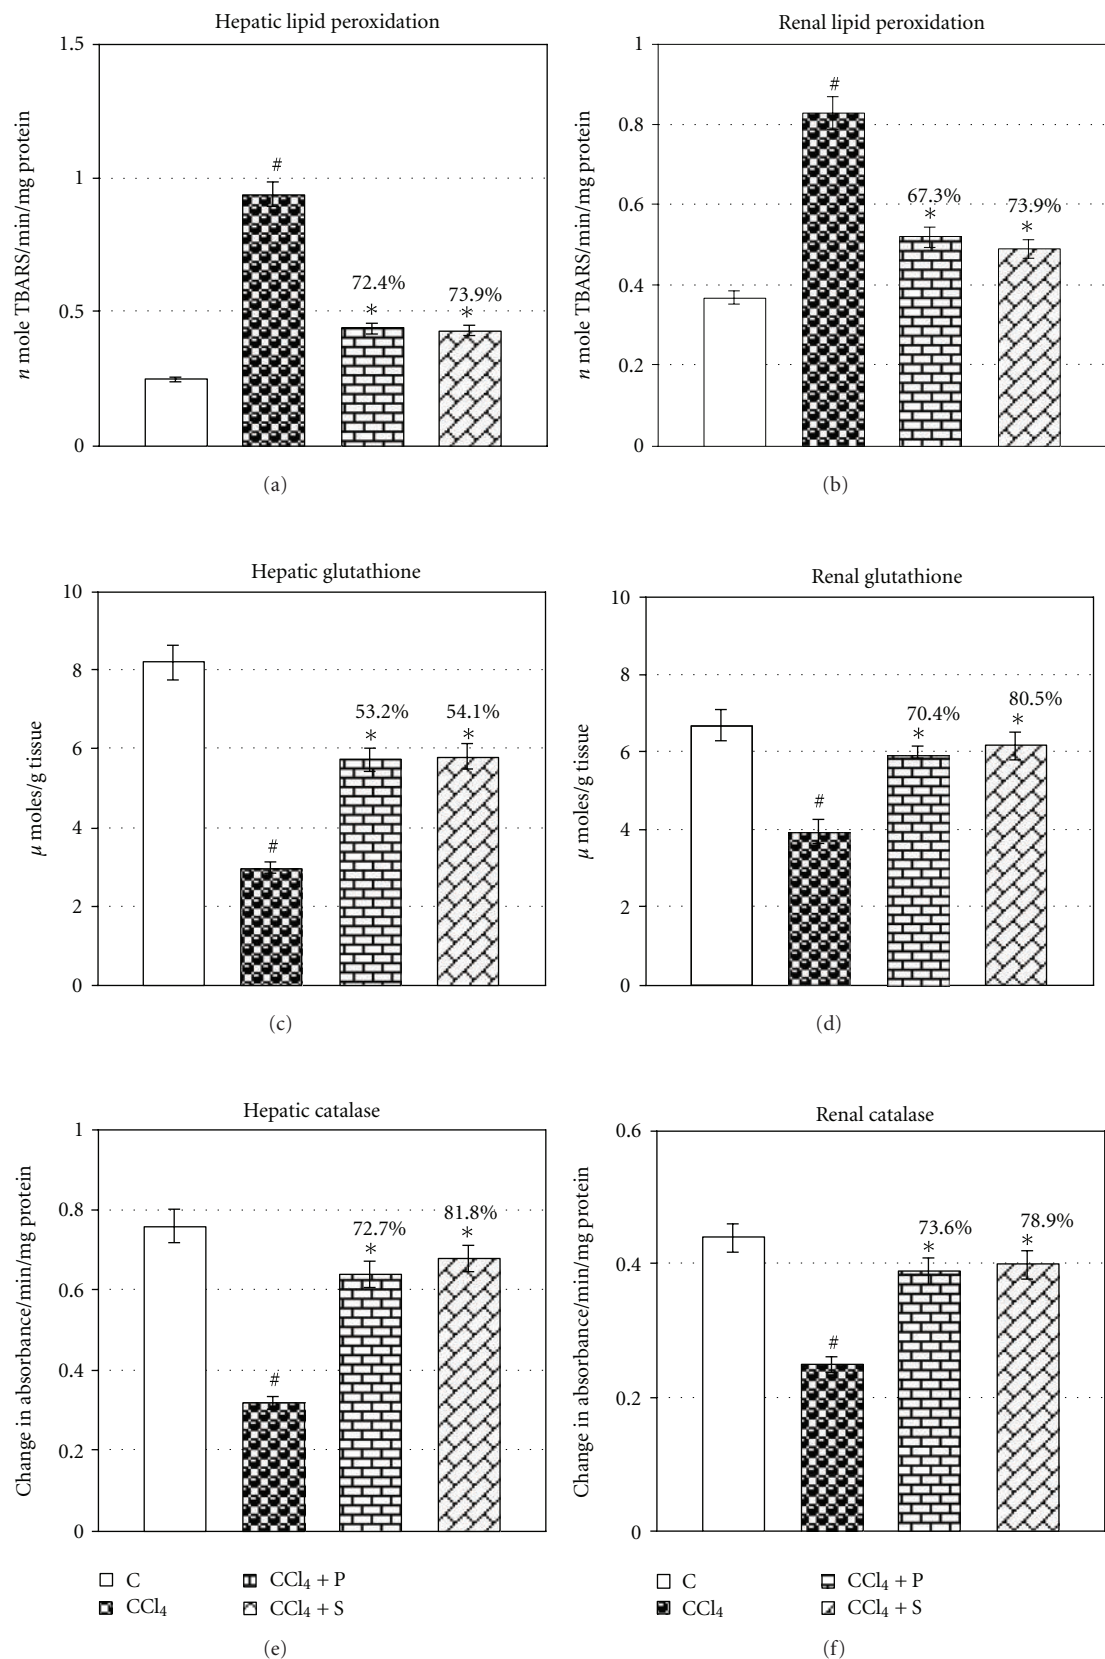 Hepatic lipid peroxidation
1.5
1
0.5
0
n mole TBARS/min/mg protein
#
72.4%
*
73.9%
*
(a)
Renal lipid peroxidation
1
0.8
0.6
0.4
0.2
0
n mole TBARS/min/mg protein
#
67.3%
*
73.9%
*
(b)
Hepatic glutathione
10
8
6
4
2
0
μ moles/g tissue
#
53.2%
*
54.1%
*
(c)
Renal glutathione
10
8
6
4
2
0
μ moles/g tissue
#
70.4%
*
80.5%
*
(d)
Hepatic catalase
1
0.8
0.6
0.4
0.2
0
Change in absorbance/min/mg protein
#
72.7%
*
81.8%
*
C
CCl₄
CCl₄ + P
CCl₄ + S
(e)
Renal catalase
0.6
0.4
0.2
0
Change in absorbance/min/mg protein
#
73.6%
*
78.9%
*
C
CCl₄
CCl₄ + P
CCl₄ + S
(f)